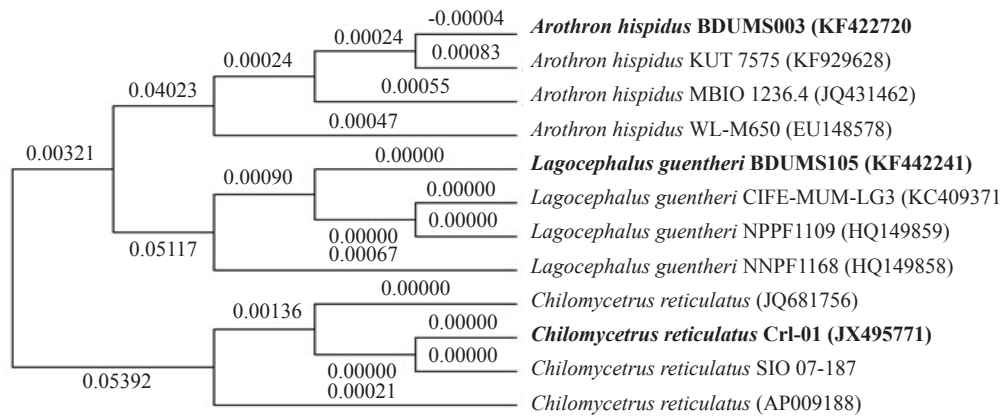 -0.00004
Arothron hispidus BDUMS003 (KF422720
0.00024
0.00083
Arothron hispidus KUT 7575 (KF929628)
0.00024
0.00055
Arothron hispidus MBIO 1236.4 (JQ431462)
0.04023
0.00047
Arothron hispidus WL-M650 (EU148578)
0.00321
0.00000
Lagocephalus guentheri BDUMS105 (KF442241)
0.00090
0.00000
Lagocephalus guentheri CIFE-MUM-LG3 (KC409371
0.00000
Lagocephalus guentheri NPPF1109 (HQ149859)
0.05117
0.00000
0.00067
Lagocephalus guentheri NNPF1168 (HQ149858)
0.00000
Chilomycetrus reticulatus (JQ681756)
0.00136
0.00000
Chilomycetrus reticulatus Crl-01 (JX495771)
0.00000
Chilomycetrus reticulatus SIO 07-187
0.05392
0.00000
0.00021
Chilomycetrus reticulatus (AP009188)